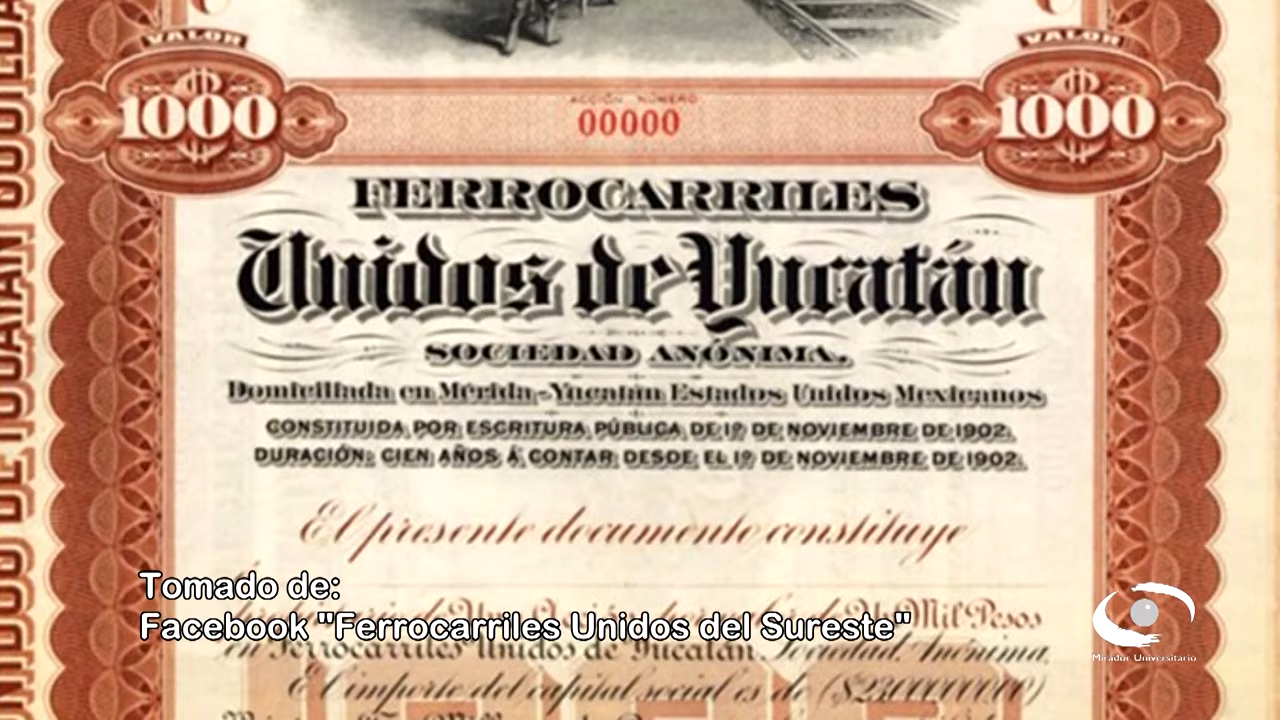 VALOR VALOR
1000 ACCIÓN NÚMERO 1000
00000
FERROCARRILES
Unidos de Yucatán
SOCIEDAD ANÓNIMA.
Domiciliada en Mérida-Yucatán Estados Unidos Mexicanos
CONSTITUIDA POR ESCRITURA PÚBLICA DE 1º DE NOVIEMBRE DE 1902.
DURACIÓN: CIEN AÑOS Á CONTAR DESDE EL 1º DE NOVIEMBRE DE 1902.
El presente documento constituye
Tomado de:
Mil Pesos
Facebook "Ferrocarriles Unidos del Sureste"
en Ferrocarriles Unidos de Yucatán, Sociedad Anónima.
El importe del capital social es de
Mirador Universitario